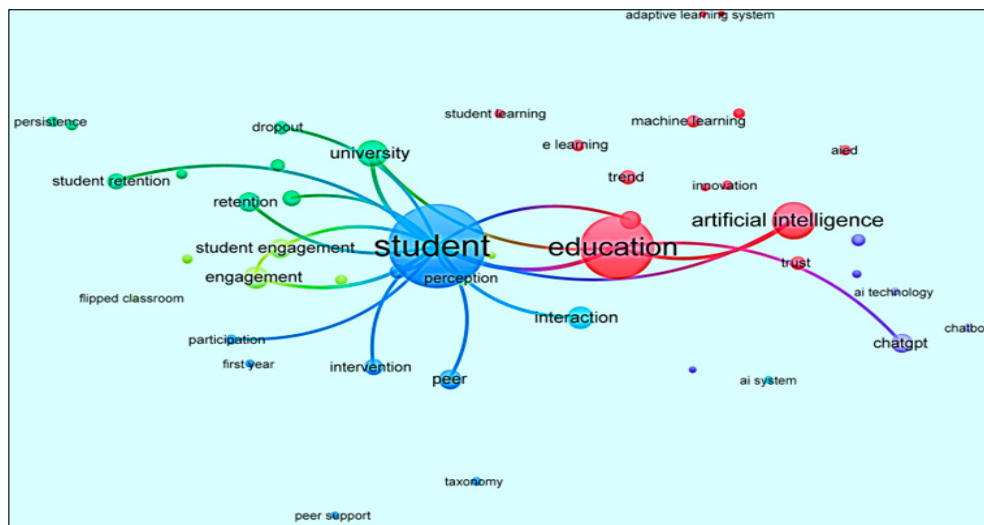 adaptive learning system
persistence
student learning
machine learning
dropout
university
e learning
aied
student retention
trend
innovation
retention
artificial intelligence
student
education
student engagement
engagement
perception
trust
flipped classroom
ai technology
interaction
participation
chatbo
chatgpt
first year
intervention
peer
ai system
taxonomy
peer support